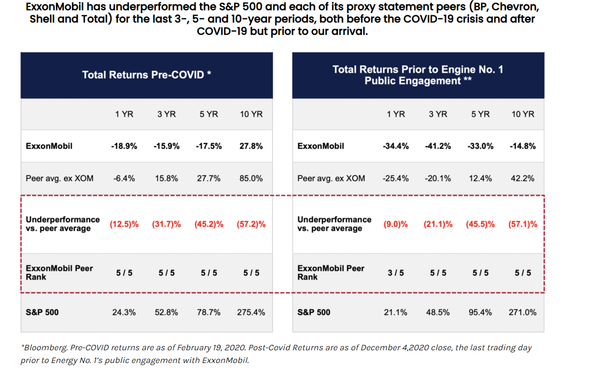 ExxonMobil has underperformed the S&P 500 and each of its proxy statement peers (BP, Chevron,
Shell and Total) for the last 3-, 5- and 10-year periods, both before the COVID-19 crisis and after
COVID-19 but prior to our arrival.
Total Returns Pre-COVID *
1 YR 3 YR 5 YR 10 YR
ExxonMobil -18.9% -15.9% -17.5% 27.8%
Peer avg. ex XOM -6.4% 15.8% 27.7% 85.0%
Underperformance
vs. peer average (12.5)% (31.7)% (45.2)% (57.2)%
ExxonMobil Peer
Rank 5 / 5 5 / 5 5 / 5 5 / 5
S&P 500 24.3% 52.8% 78.7% 275.4%
Total Returns Prior to Engine No. 1
Public Engagement **
1 YR 3 YR 5 YR 10 YR
ExxonMobil -34.4% -41.2% -33.0% -14.8%
Peer avg. ex XOM -25.4% -20.1% 12.4% 42.2%
Underperformance
vs. peer average (9.0)% (21.1)% (45.5)% (57.1)%
ExxonMobil Peer
Rank 3 / 5 5 / 5 5 / 5 5 / 5
S&P 500 21.1% 48.5% 95.4% 271.0%
*Bloomberg. Pre-COVID returns are as of February 19, 2020. Post-Covid Returns are as of December 4,2020 close, the last trading day
prior to Energy No. 1's public engagement with ExxonMobil.